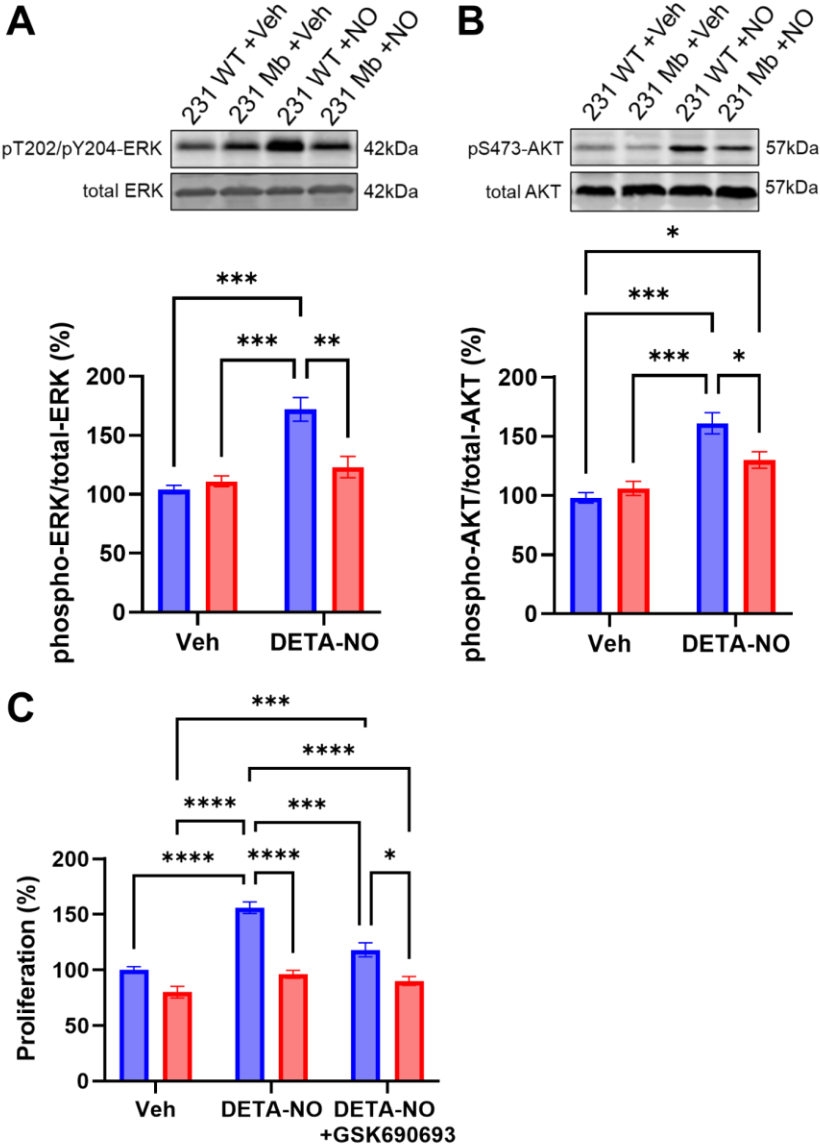 A
231 WT +Veh
231 Mb +Veh
231 WT +NO
231 Mb +NO
pT202/pY204-ERK
42kDa
total ERK
42kDa
***
***
**
phospho-ERK/total-ERK (%)
200
150
100
50
0
Veh
DETA-NO
B
231 WT +Veh
231 Mb +Veh
231 WT +NO
231 Mb +NO
pS473-AKT
57kDa
total AKT
57kDa
*
***
***
*
phospho-AKT/total-AKT (%)
200
150
100
50
0
Veh
DETA-NO
C
***
****
****
***
****
****
*
Proliferation (%)
200
150
100
50
0
Veh
DETA-NO
DETA-NO
+GSK690693